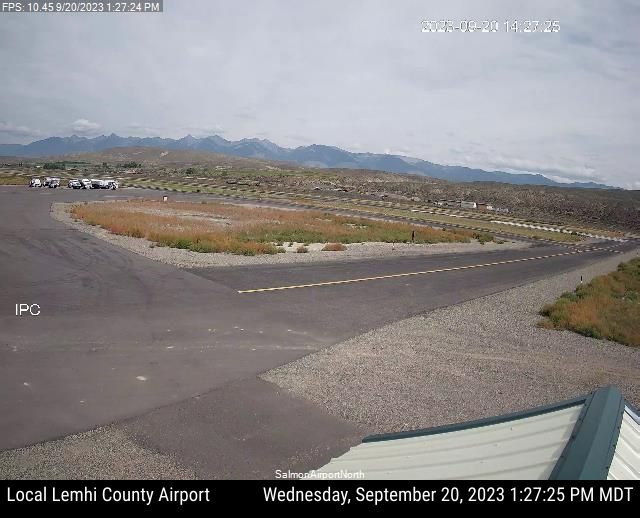 FPS: 10.45 9/20/2023 1:27:24 PM
2023-09-20 14:27:25
IPC
SalmonAirportNorth
Local Lemhi County Airport Wednesday, September 20, 2023 1:27:25 PM MDT